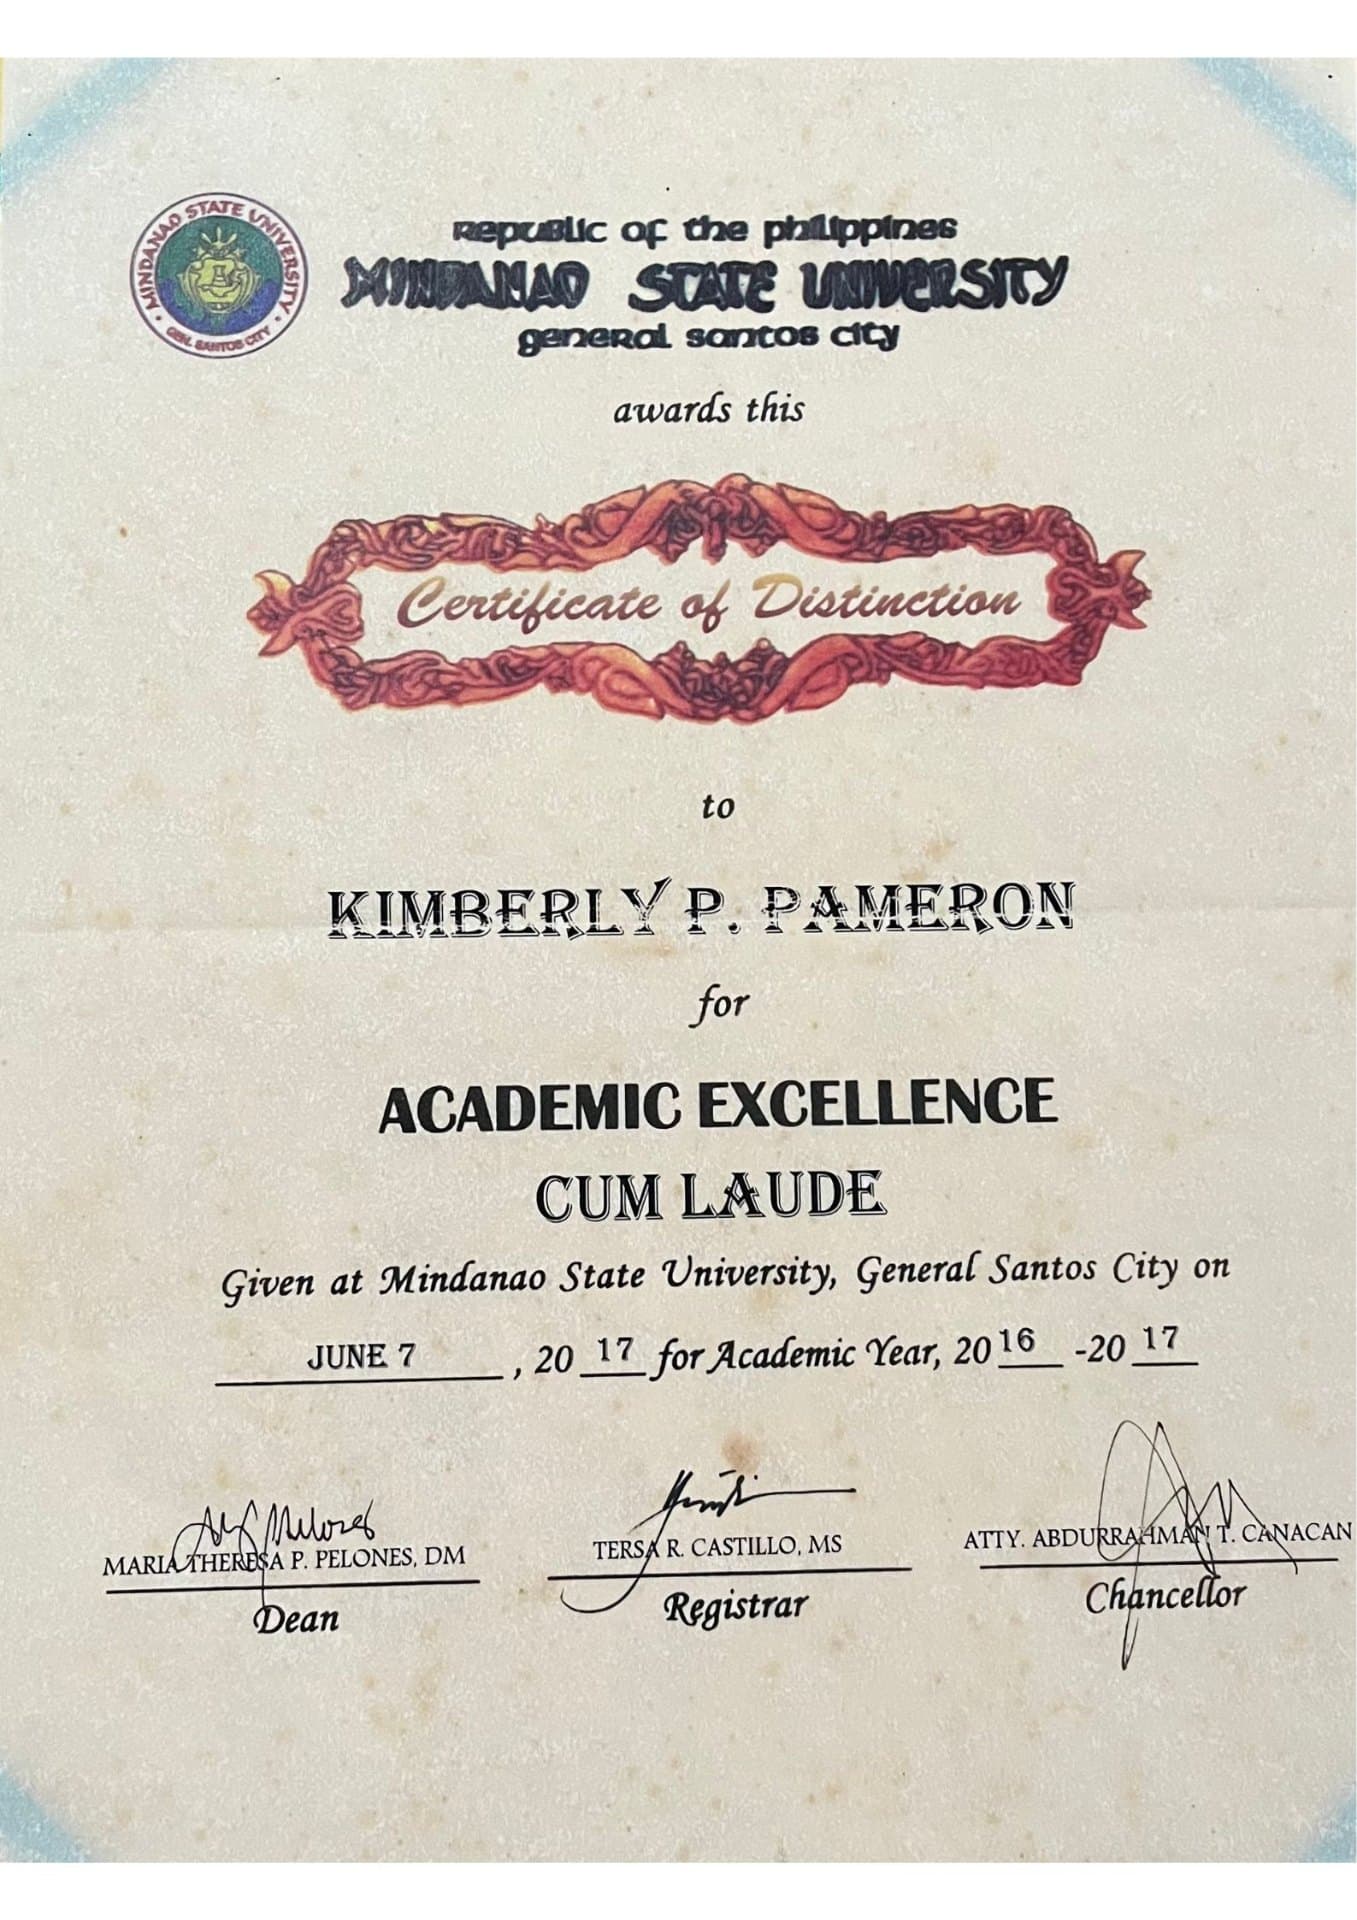 MINDANAO STATE UNIVERSITY
GEN. SANTOS CITY
Republic of the Philippines
MINDANAO STATE UNIVERSITY
General Santos City
awards this
Certificate of Distinction
to
KIMBERLY P. PAMERON
for
ACADEMIC EXCELLENCE
CUM LAUDE
Given at Mindanao State University, General Santos City on
JUNE 7, 20 17 for Academic Year, 20 16 -20 17
MARIA THERESA P. PELONES, DM
Dean
TERSA R. CASTILLO, MS
Registrar
ATTY. ABDURRAHMAN T. CANACAN
Chancellor